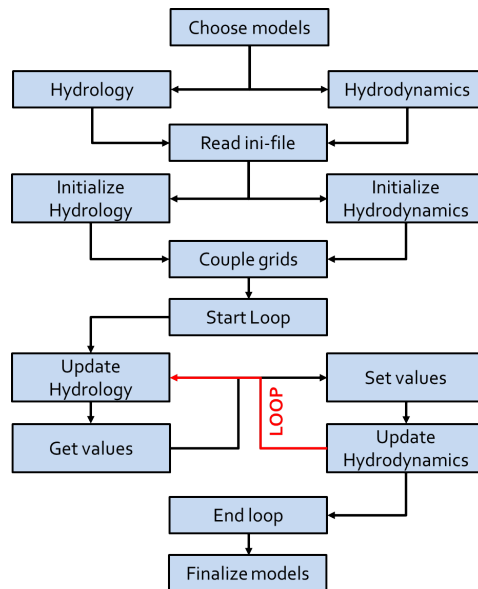 Choose models
Hydrology
Hydrodynamics
Read ini-file
Initialize
Hydrology
Initialize
Hydrodynamics
Couple grids
Start Loop
Update
Hydrology
Set values
LOOP
Get values
Update
Hydrodynamics
End loop
Finalize models